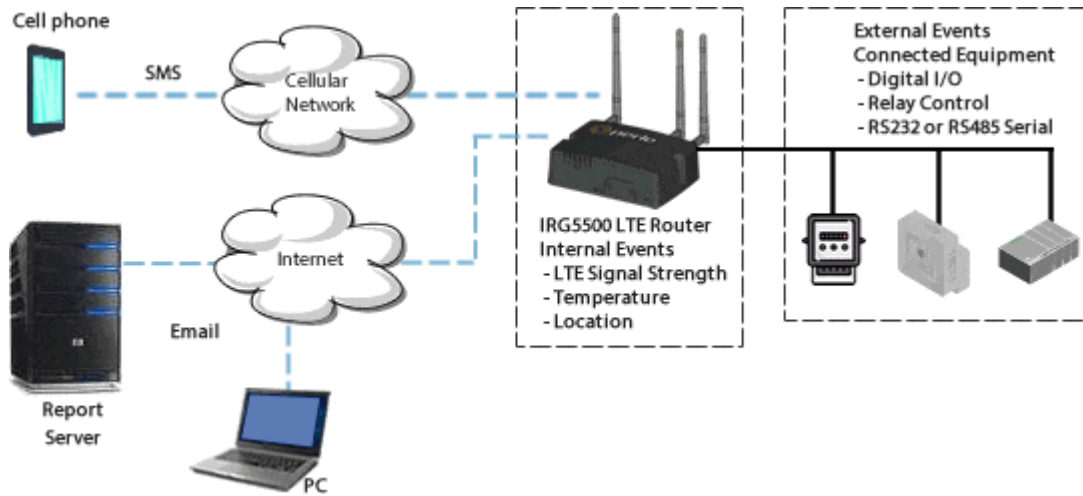 Cell phone
SMS
Cellular
Network
perle
IRG5500 LTE Router
Internal Events
- LTE Signal Strength
- Temperature
- Location
External Events
Connected Equipment
- Digital I/O
- Relay Control
- RS232 or RS485 Serial
Internet
Email
Report
Server
PC